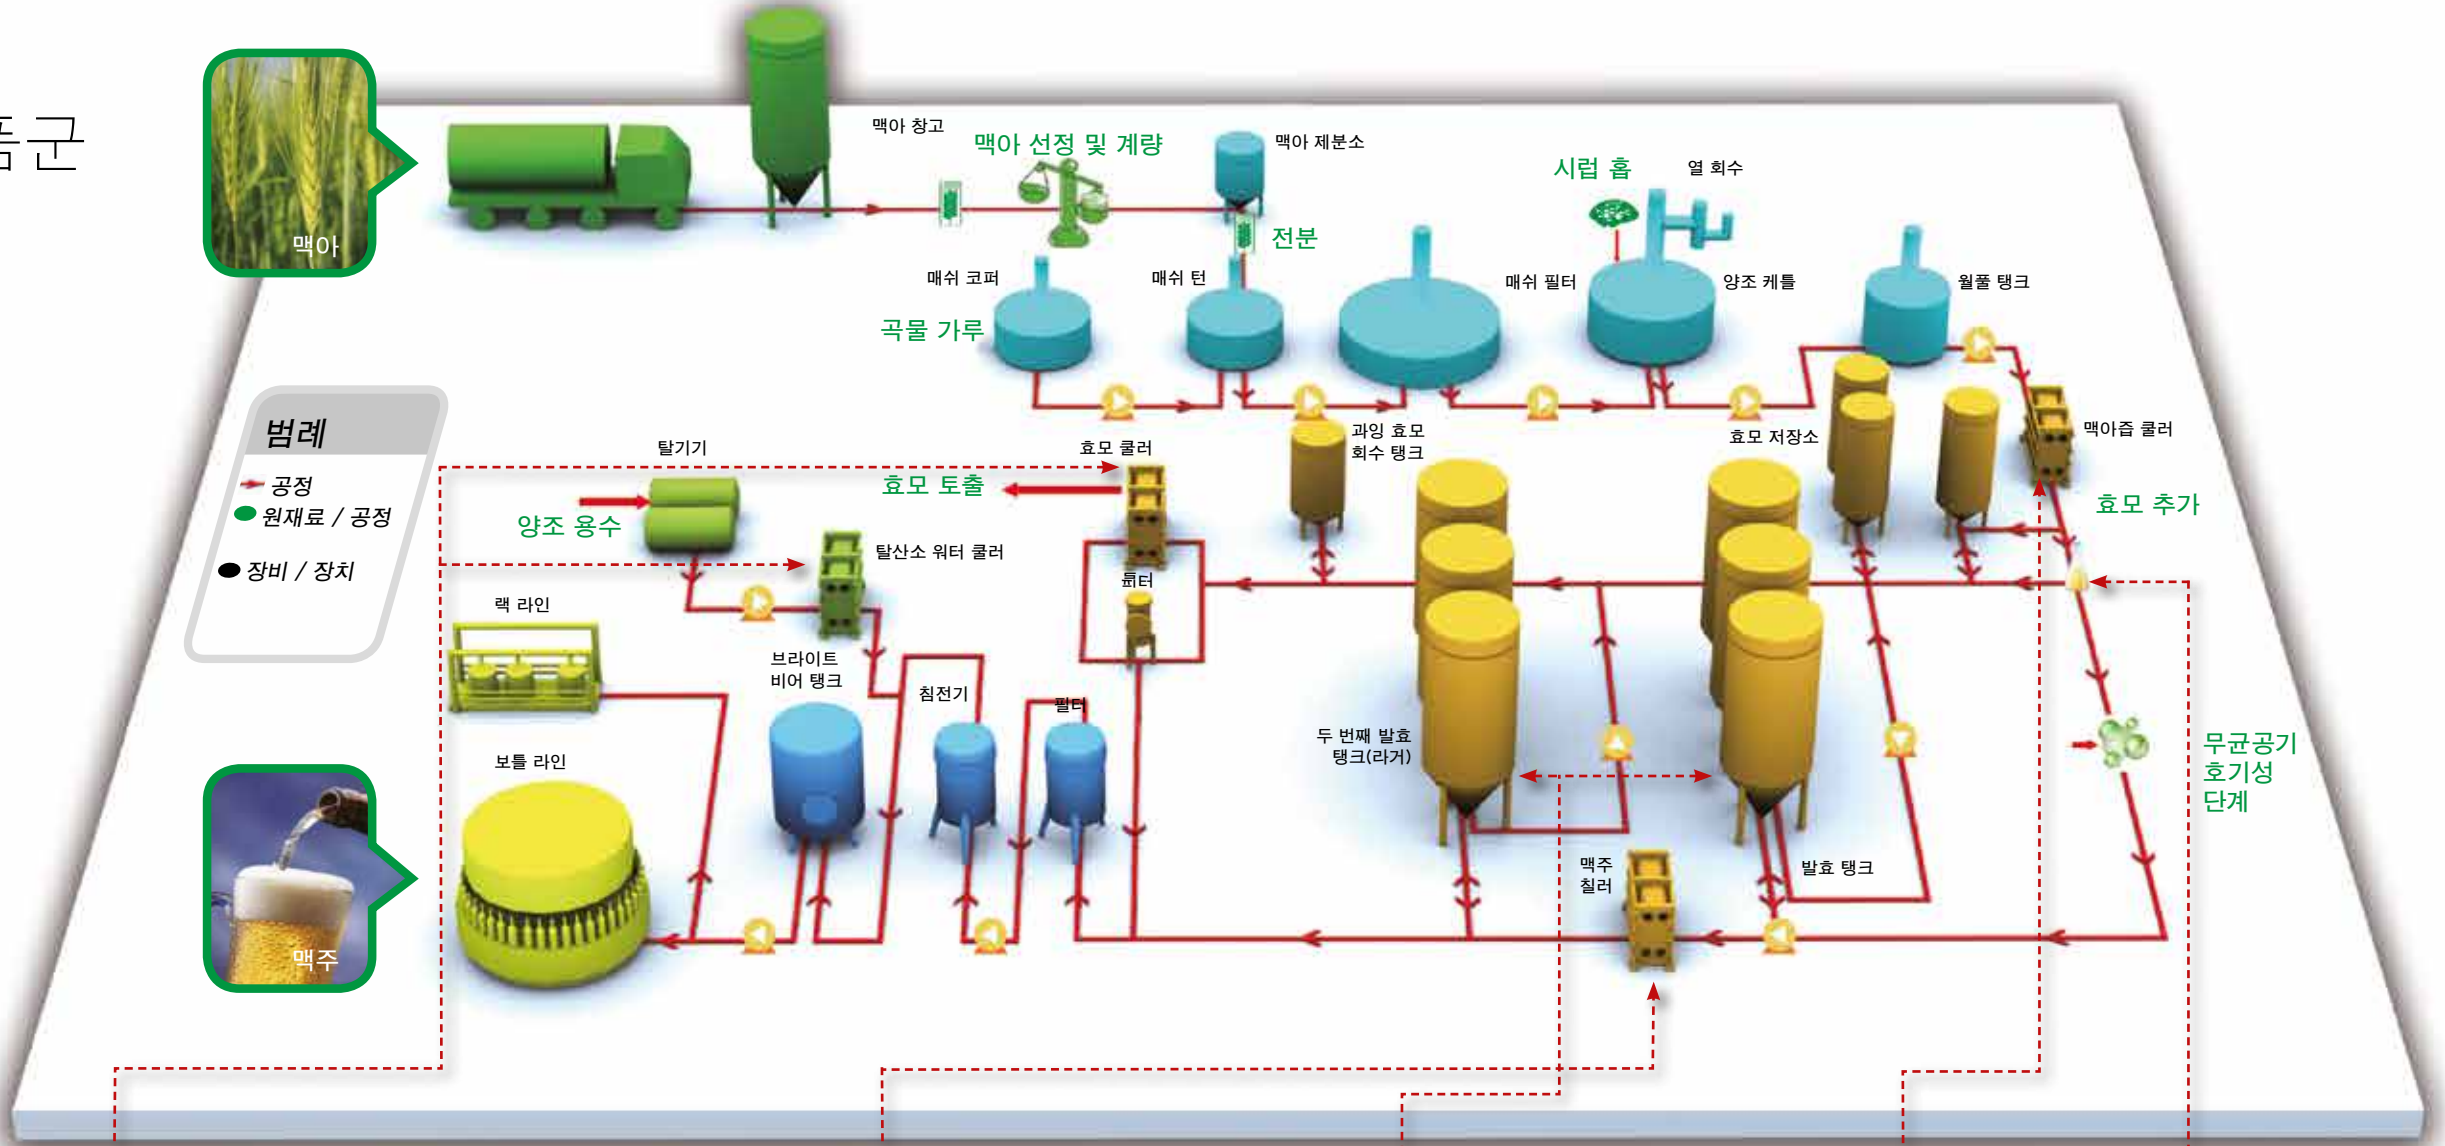 품군
맥아
맥아 창고
맥아 선정 및 계량
맥아 제분소
전분
시럽 홉
열 회수
매쉬 코퍼
매쉬 턴
매쉬 필터
양조 케틀
월풀 탱크
곡물 가루
범례
공정
원재료 / 공정
장비 / 장치
탈기기
효모 쿨러
과잉 효모
회수 탱크
효모 저장소
맥아즙 쿨러
효모 토출
양조 용수
효모 추가
탈산소 워터 쿨러
랙 라인
브라이트
비어 탱크
침전기
필터
두 번째 발효
탱크(라거)
무균공기
호기성
단계
보틀 라인
맥주
칠러
발효 탱크
맥주